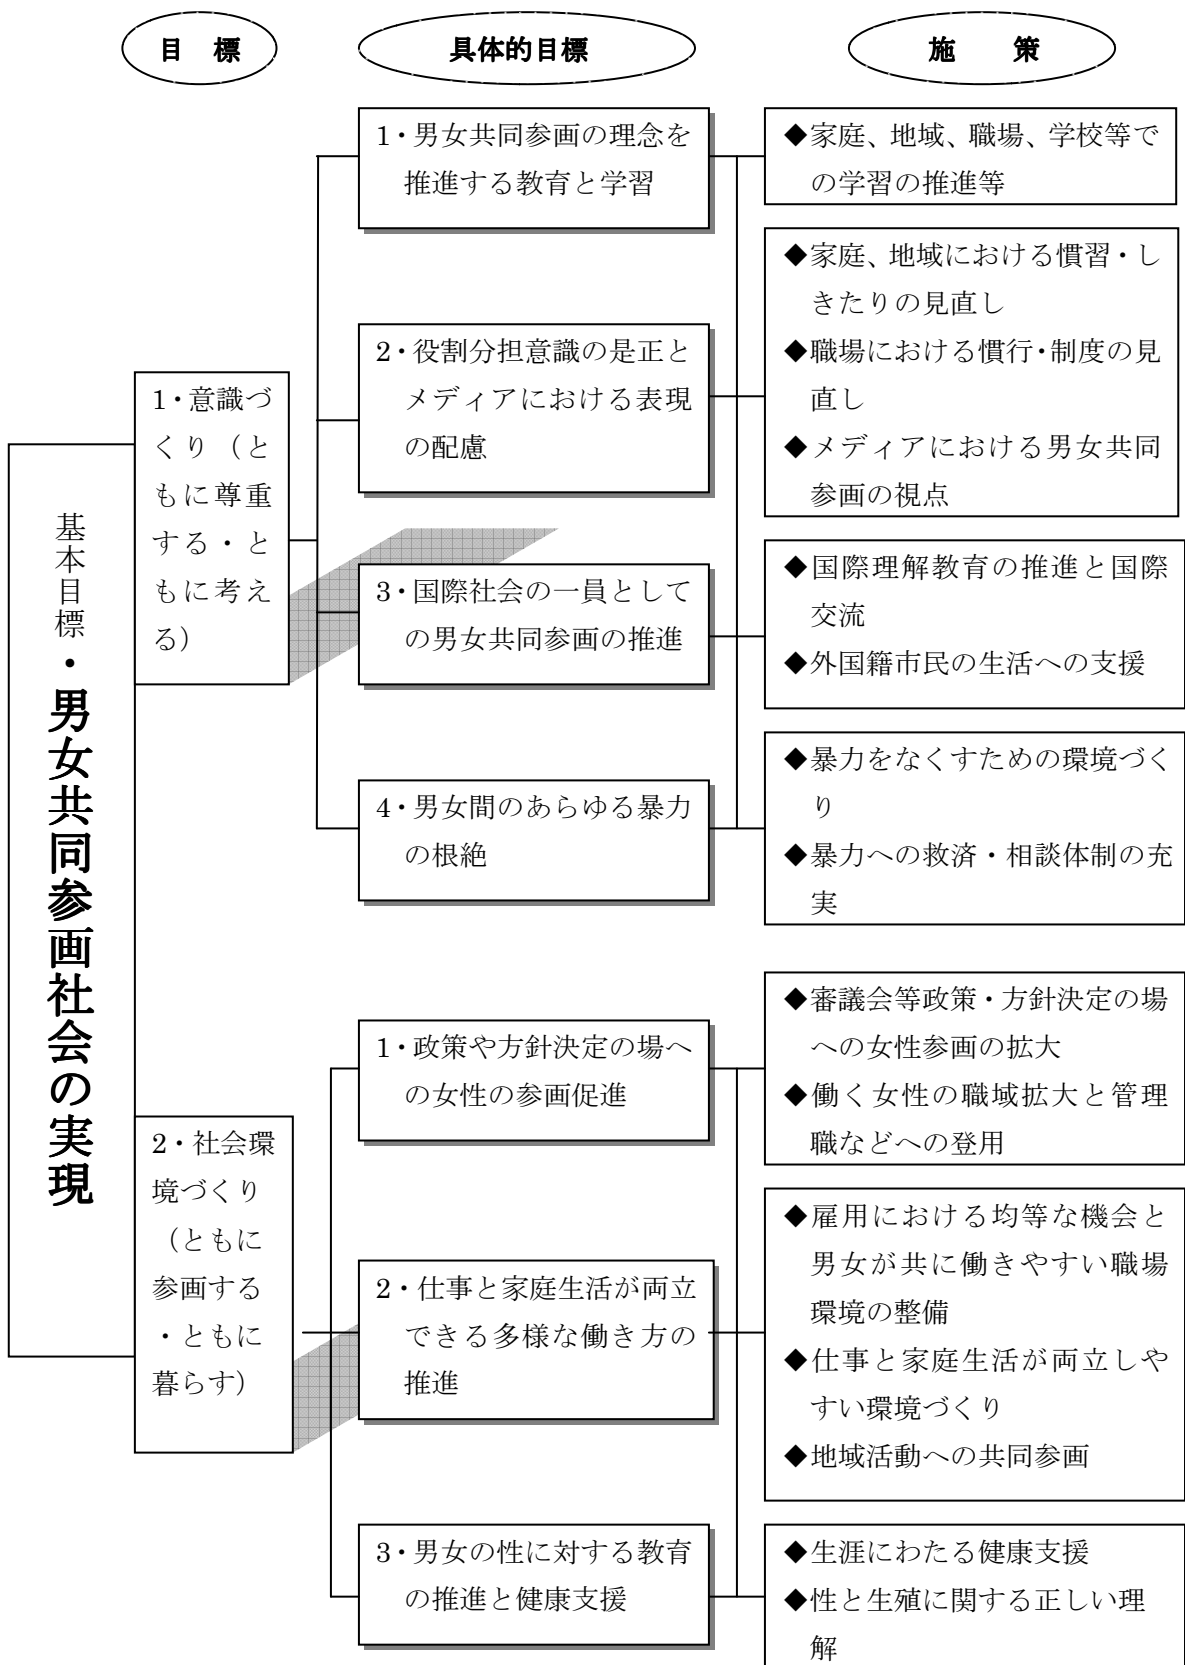 目 標
具体的目標
施 策
基本目標・男女共同参画社会の実現
1・意識づ
くり（と
もに尊重
する・と
もに考え
る）
1・男女共同参画の理念を
推進する教育と学習
◆家庭、地域、職場、学校等で
の学習の推進等
2・役割分担意識の是正と
メディアにおける表現
の配慮
◆家庭、地域における慣習・し
きたりの見直し
◆職場における慣行・制度の見
直し
◆メディアにおける男女共同
参画の視点
3・国際社会の一員として
の男女共同参画の推進
◆国際理解教育の推進と国際
交流
◆外国籍市民の生活への支援
4・男女間のあらゆる暴力
の根絶
◆暴力をなくすための環境づく
り
◆暴力への救済・相談体制の充
実
2・社会環
境づくり
（ともに
参画する
・ともに
暮らす）
1・政策や方針決定の場へ
の女性の参画促進
◆審議会等政策・方針決定の場
への女性参画の拡大
◆働く女性の職域拡大と管理
職などへの登用
2・仕事と家庭生活が両立
できる多様な働き方の
推進
◆雇用における均等な機会と
男女が共に働きやすい職場
環境の整備
◆仕事と家庭生活が両立しや
すい環境づくり
◆地域活動への共同参画
3・男女の性に対する教育
の推進と健康支援
◆生涯にわたる健康支援
◆性と生殖に関する正しい理
解